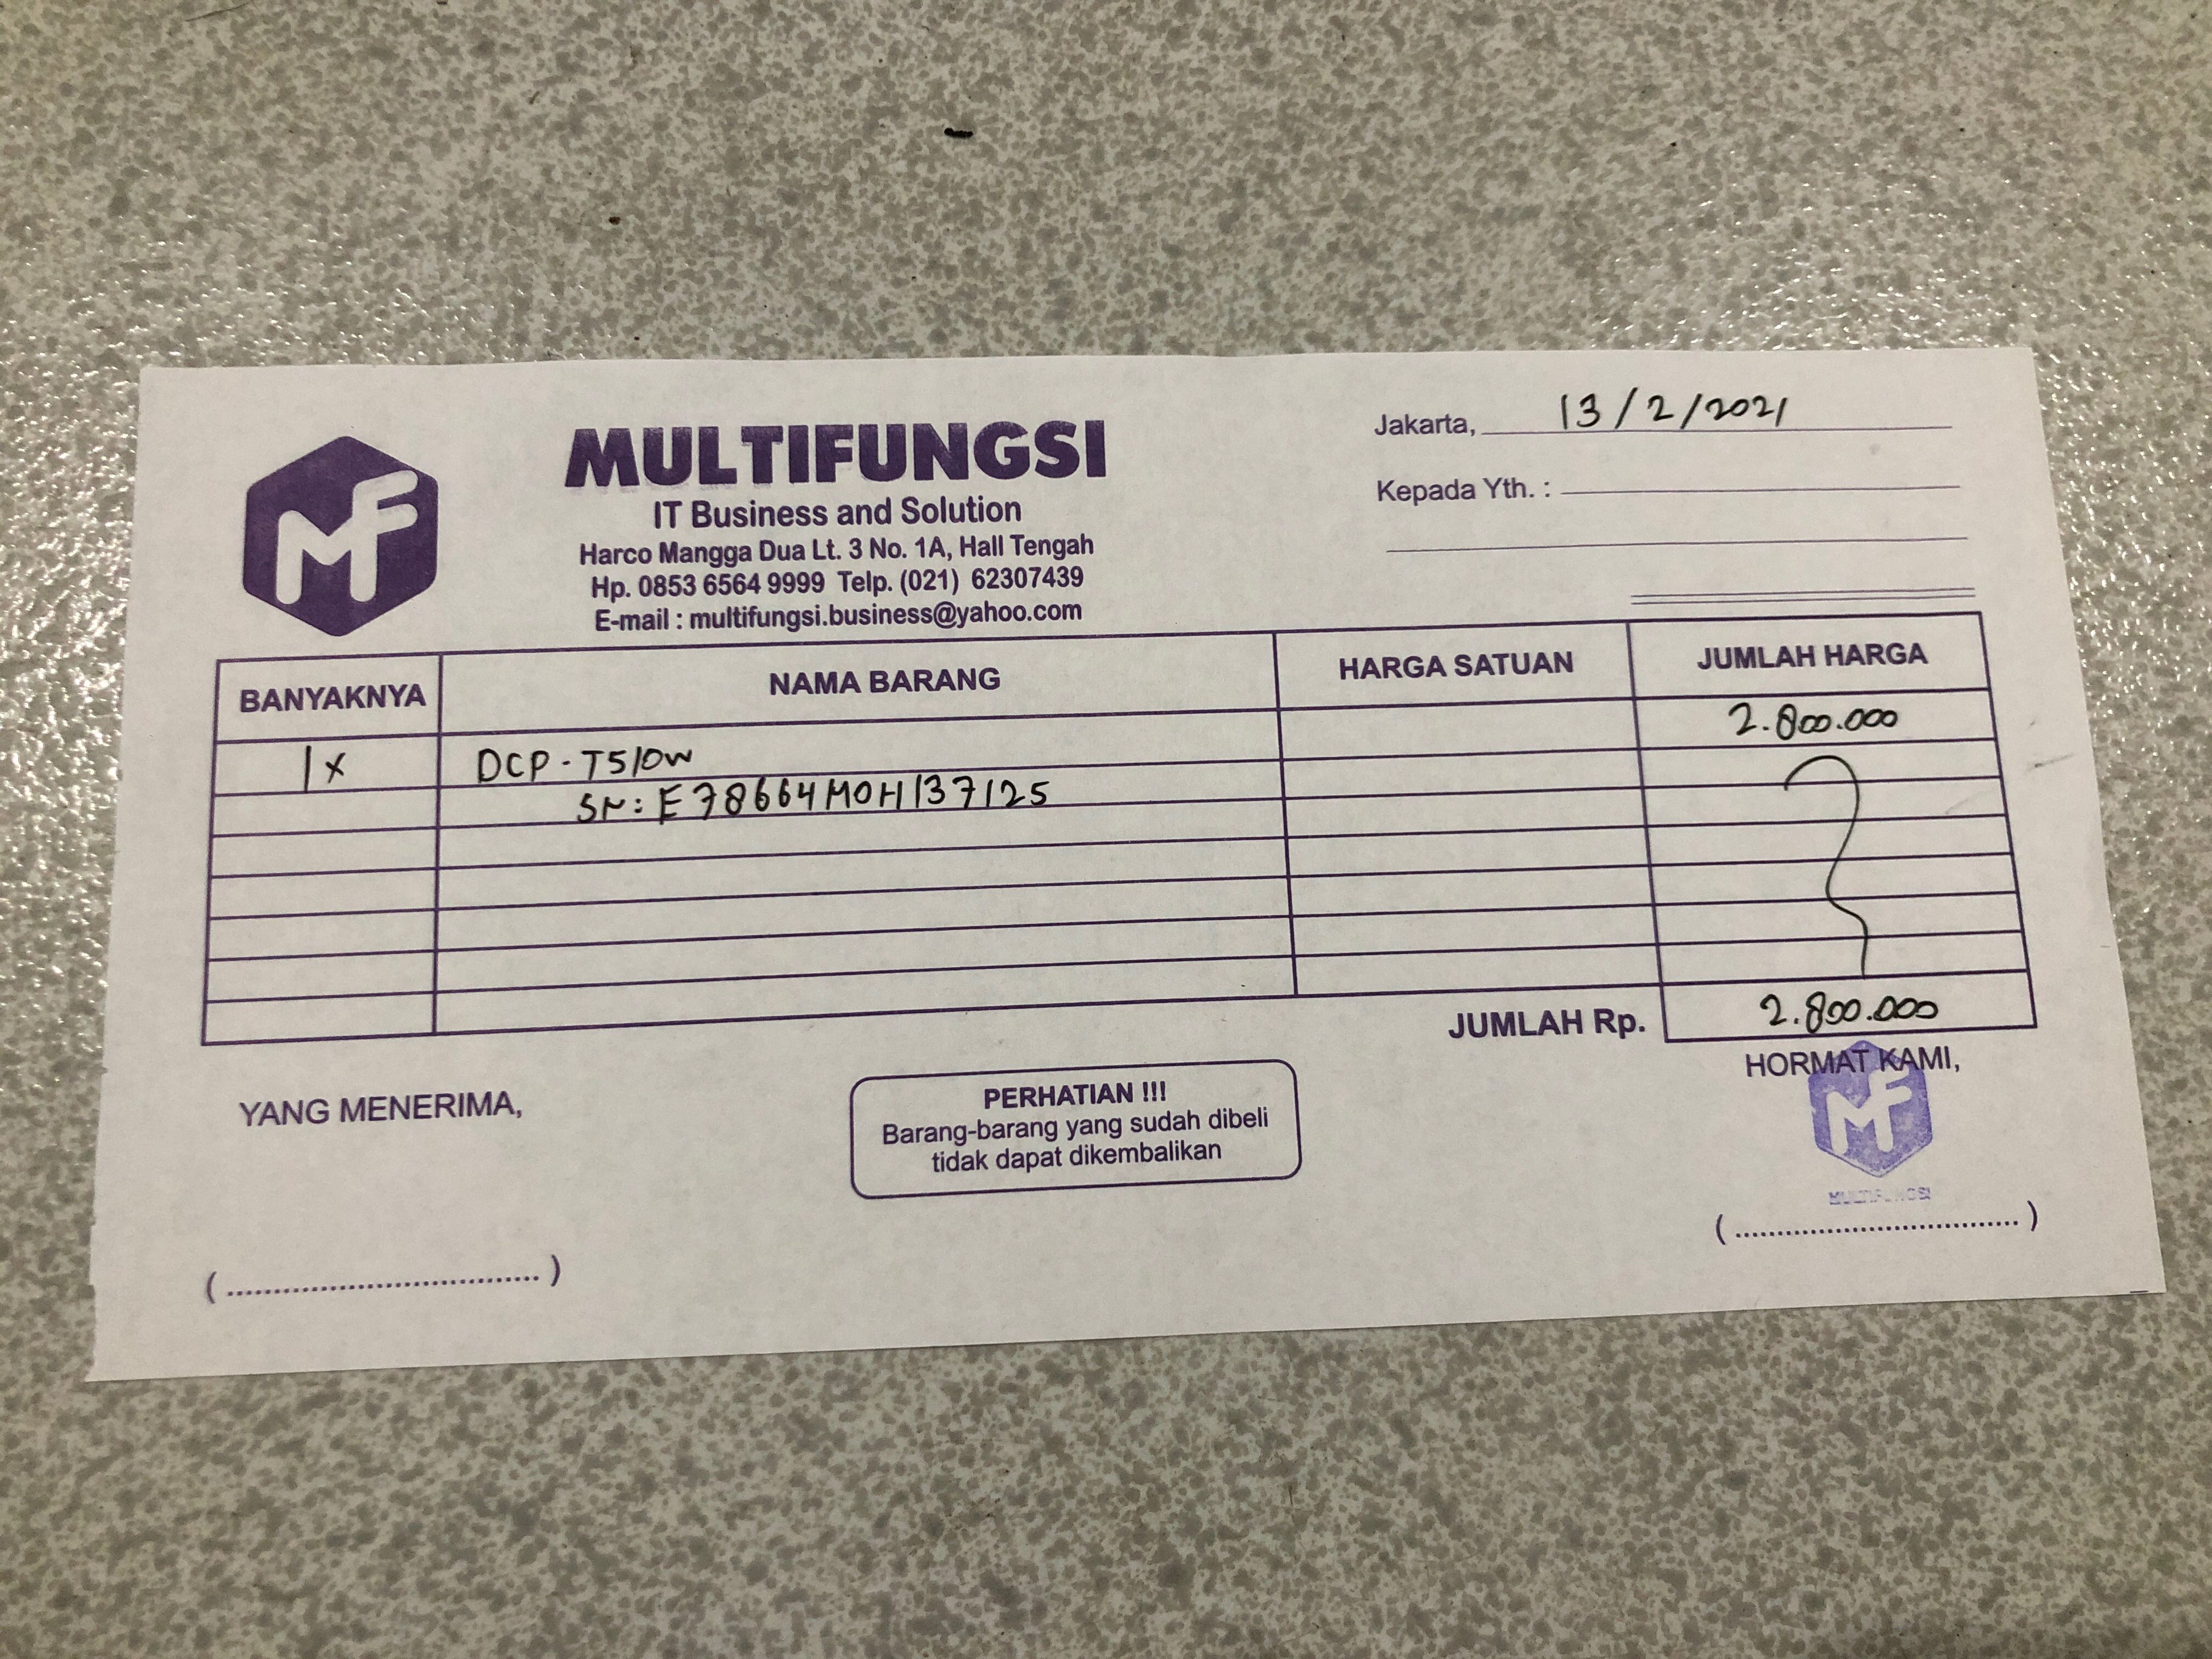 MF
MULTIFUNGSI
IT Business and Solution
Harco Mangga Dua Lt. 3 No. 1A, Hall Tengah
Hp. 0853 6564 9999 Telp. (021) 62307439
E-mail : multifungsi.business@yahoo.com
Jakarta, 13/2/2021
Kepada Yth. :
BANYAKNYA NAMA BARANG HARGA SATUAN JUMLAH HARGA
1x DCP-T510W 2.800.000
SN: E78664M0H137125
JUMLAH Rp. 2.800.000
YANG MENERIMA,
PERHATIAN !!!
Barang-barang yang sudah dibeli
tidak dapat dikembalikan
HORMAT KAMI,
MF
MULTIFUNGSI
(..................................)
(..................................)